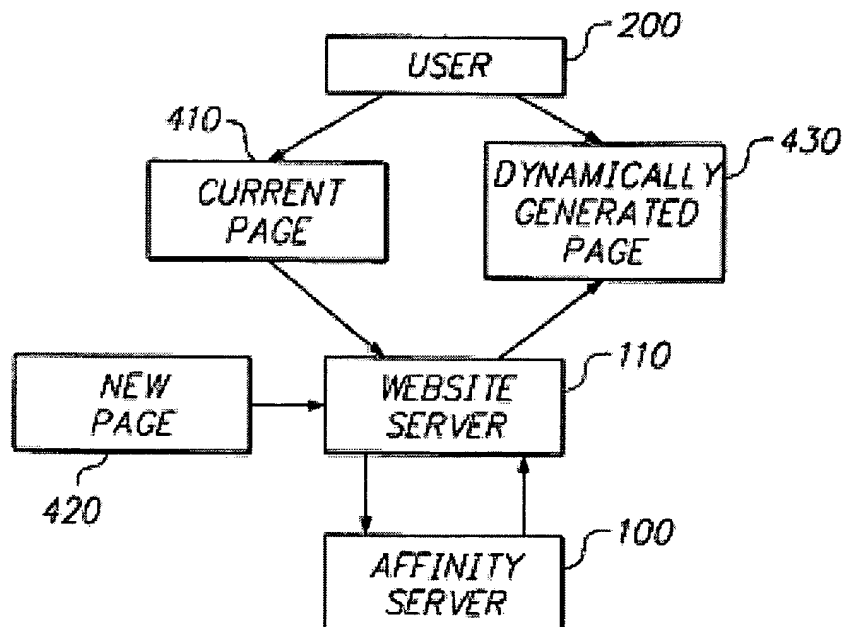 200
USER
410
CURRENT
PAGE
DYNAMICALLY
GENERATED
PAGE
430
NEW
PAGE
420
WEBSITE
SERVER
110
AFFINITY
SERVER
100